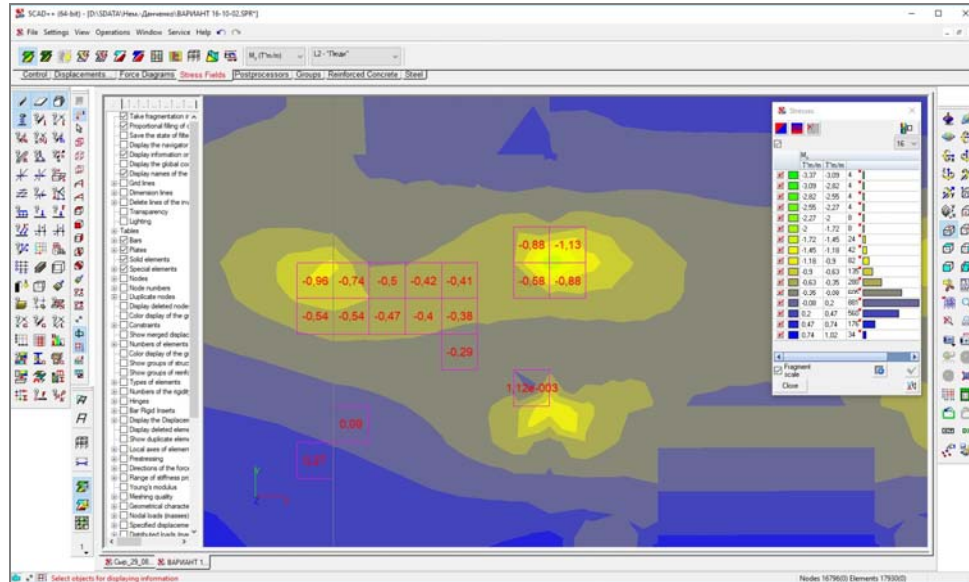 SCAD++ (64-bit) - [D:\SDATA\Нем.-Данченко\ВАРИАНТ 16-10-02.SPR*]
File Settings View Operations Window Service Help
L2 - "Пмах"
Control Displacements... Force Diagrams Stress Fields Postprocessors Groups Reinforced Concrete Steel
Proportional filling of
Save the state of filte
Display the navigator
Display information or
Display the global co
Display names of the
Grid lines
Dimension lines
Delete lines of the inv
Transparency
Lighting
Tables
Bars
Plates
Solid elements
Special elements
Nodes
Node numbers
Duplicate nodes
Display deleted node
Color display of the g
Constraints
Show merged displac
Numbers of elements
Color display of the g
Show groups of struc
Show groups of reinf
Types of elements
Numbers of the rigidit
Hinges
Bar Rigid Inserts
Display the Displacem
Display deleted eleme
Show duplicate elem
Local axes of elemen
Prestressing
Directions of the force
Range of stiffness pro
Young's modulus
Meshing quality
Geometrical characte
Nodal loads (masses)
Specified displaceme
-0,88 -1,13
-0,96 -0,74 -0,5 -0,42 -0,41 -0,58 -0,88
-0,54 -0,54 -0,47 -0,4 -0,38
-0,29
1,12e-003
0,09
Stresses
16
T*m/m T*m/m
-3,37 -3,09 4
-3,09 -2,82 4
-2,82 -2,55 4
-2,55 -2,27 4
-2,27 -2 8
-2 -1,72 8
-1,72 -1,45 24
-1,45 -1,18 42
-1,18 -0,9 82
-0,9 -0,63 135
-0,63 -0,35 280
-0,35 -0,08
-0,08 0,2 881
0,2 0,47 560
0,47 0,74 176
0,74 1,02 34
Fragment
scale
Close
ВАРИАНТ 1...
Select objects for displaying information
Nodes 16796(0) Elements 17930(0)